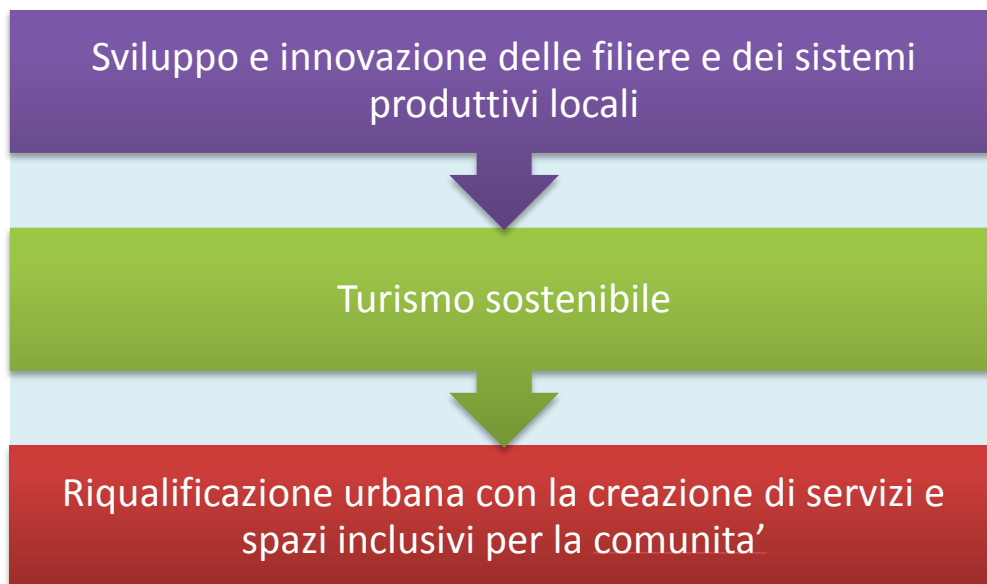 Sviluppo e innovazione delle filiere e dei sistemi
produttivi locali
Turismo sostenibile
Riqualificazione urbana con la creazione di servizi e
spazi inclusivi per la comunita’